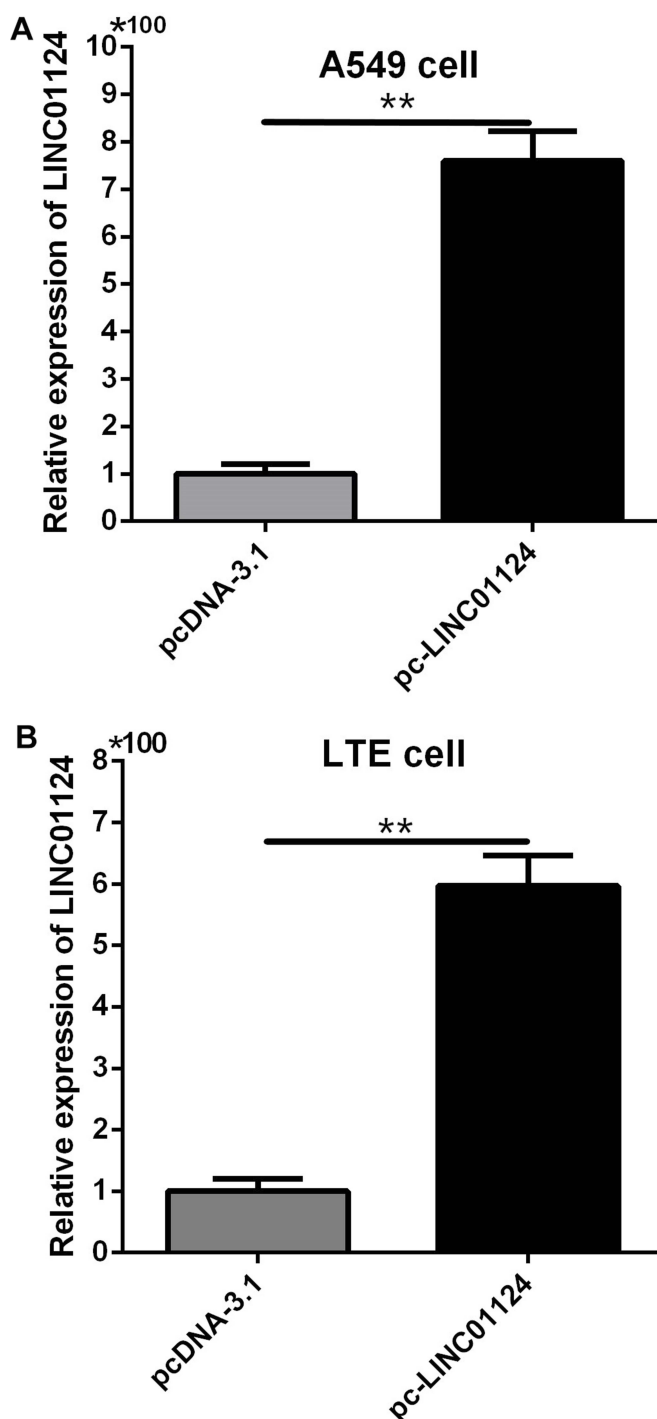 A
*100
A549 cell
**
Relative expression of LINC01124
10
9
8
7
6
5
4
3
2
1
0
pcDNA-3.1
pc-LINC01124
B
*100
LTE cell
**
Relative expression of LINC01124
8
7
6
5
4
3
2
1
0
pcDNA-3.1
pc-LINC01124